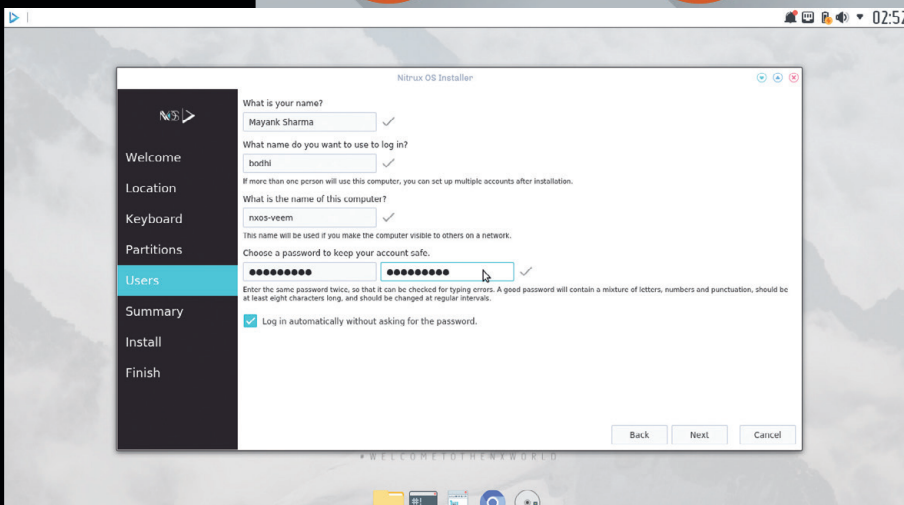 02:52
Nitrux OS Installer
Welcome
Location
Keyboard
Partitions
Users
Summary
Install
Finish
What is your name?
Mayank Sharma
What name do you want to use to log in?
bodhi
If more than one person will use this computer, you can set up multiple accounts after installation.
What is the name of this computer?
nxos-veem
This name will be used if you make the computer visible to others on a network.
Choose a password to keep your account safe.
●●●●●●●●● ●●●●●●●●●
Enter the same password twice, so that it can be checked for typing errors. A good password will contain a mixture of letters, numbers and punctuation, should be
at least eight characters long, and should be changed at regular intervals.
Log in automatically without asking for the password.
Back Next Cancel
• W E L C O M E T O T H E N X W O R L D
#!